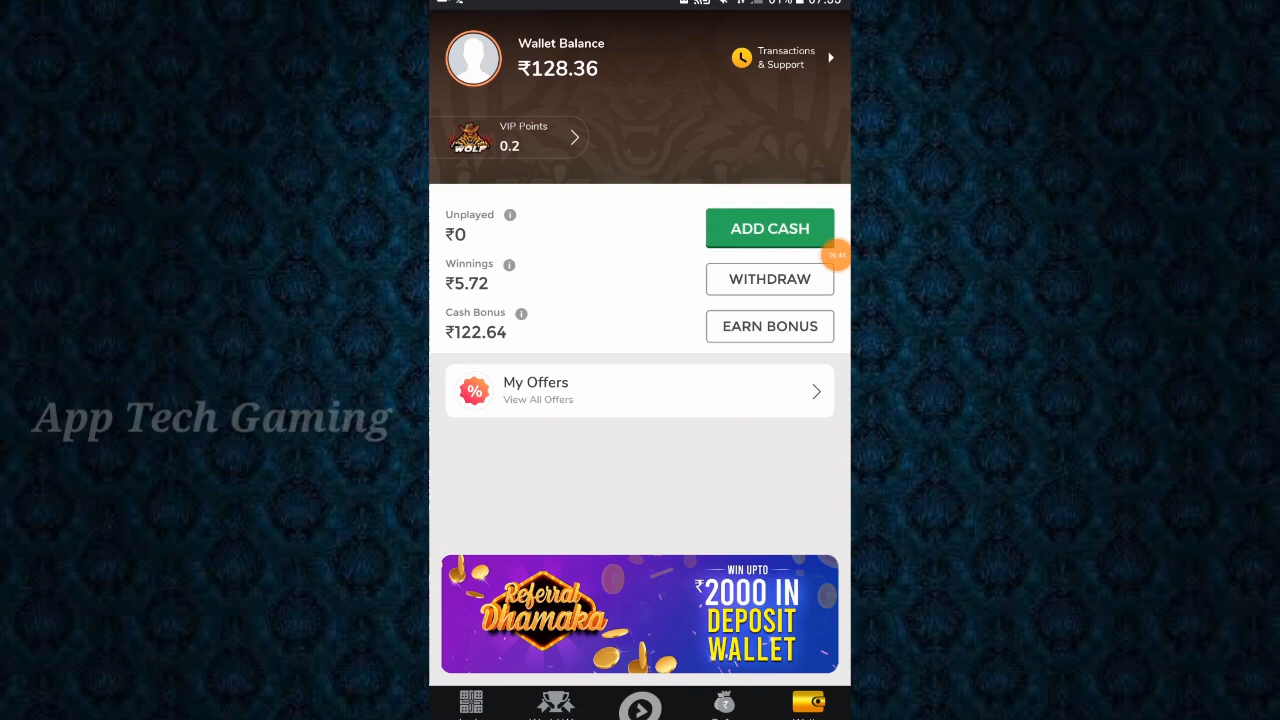 Wallet Balance
₹128.36
Transactions
& Support
VIP Points
0.2
WOLF
Unplayed
₹0
ADD CASH
06:44
Winnings
₹5.72
WITHDRAW
Cash Bonus
₹122.64
EARN BONUS
My Offers
View All Offers
App Tech Gaming
Referral
Dhamaka
WIN UPTO
₹2000 IN
DEPOSIT
WALLET